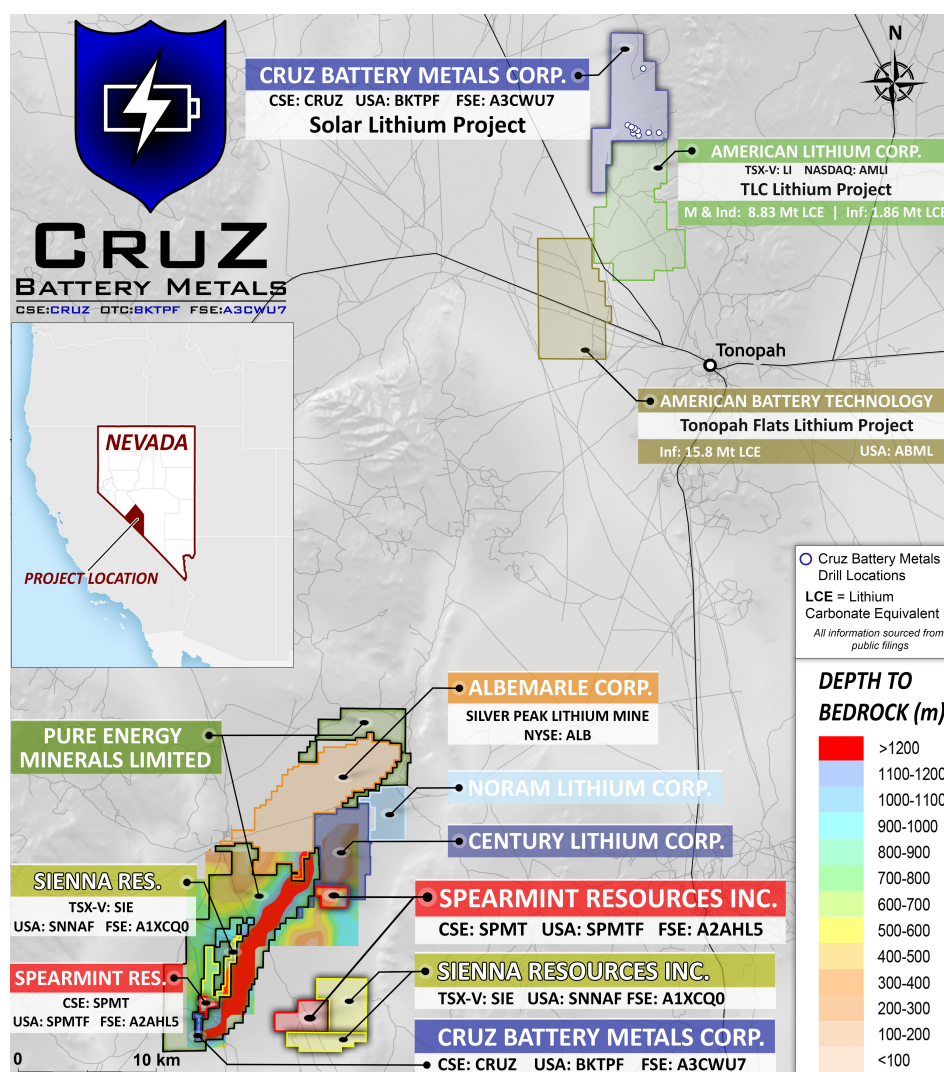 CRUZ BATTERY METALS CORP.
CSE: CRUZ USA: BKTPF FSE: A3CWU7
Solar Lithium Project
N
AMERICAN LITHIUM CORP.
TSX-V: LI NASDAQ: AMLI
TLC Lithium Project
M & Ind: 8.83 Mt LCE | Inf: 1.86 Mt LCE
CRUZ
BATTERY METALS
CSE:CRUZ OTC:BKTPF FSE:A3CWU7
Tonopah
AMERICAN BATTERY TECHNOLOGY
Tonopah Flats Lithium Project
Inf: 15.8 Mt LCE USA: ABML
NEVADA
PROJECT LOCATION
Cruz Battery Metals
Drill Locations
LCE = Lithium
Carbonate Equivalent
All information sourced from
public filings
DEPTH TO
BEDROCK (m)
>1200
1100-1200
1000-1100
900-1000
800-900
700-800
600-700
500-600
400-500
300-400
200-300
100-200
<100
ALBEMARLE CORP.
SILVER PEAK LITHIUM MINE
NYSE: ALB
PURE ENERGY
MINERALS LIMITED
NORAM LITHIUM CORP.
CENTURY LITHIUM CORP.
SIENNA RES.
TSX-V: SIE
USA: SNNAF FSE: A1XCQ0
SPEARMINT RESOURCES INC.
CSE: SPMT USA: SPMTF FSE: A2AHL5
SPEARMINT RES.
CSE: SPMT
USA: SPMTF FSE: A2AHL5
SIENNA RESOURCES INC.
TSX-V: SIE USA: SNNAF FSE: A1XCQ0
CRUZ BATTERY METALS CORP.
CSE: CRUZ USA: BKTPF FSE: A3CWU7
0 10 km